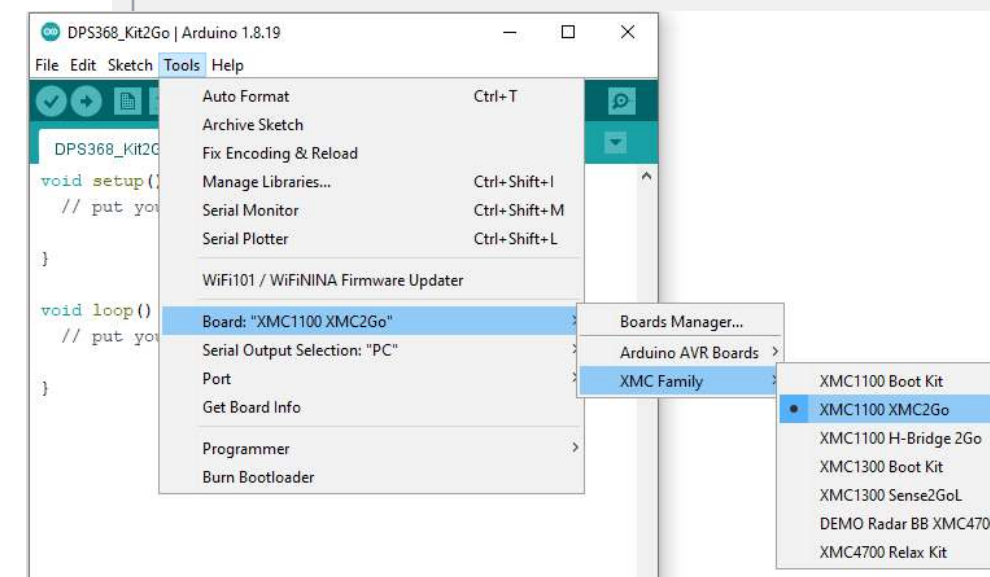 DPS368_Kit2Go | Arduino 1.8.19
File Edit Sketch Tools Help
Auto Format Ctrl+T
Archive Sketch
DPS368_Kit2G
Fix Encoding & Reload
void setup()
Manage Libraries... Ctrl+Shift+I
// put you
Serial Monitor Ctrl+Shift+M
Serial Plotter Ctrl+Shift+L
}
WiFi101 / WiFiNINA Firmware Updater
void loop()
Board: "XMC1100 XMC2Go"
Boards Manager...
// put you
Serial Output Selection: "PC"
Arduino AVR Boards
Port
XMC Family
XMC1100 Boot Kit
}
Get Board Info
XMC1100 XMC2Go
XMC1100 H-Bridge 2Go
Programmer
XMC1300 Boot Kit
Burn Bootloader
XMC1300 Sense2GoL
DEMO Radar BB XMC470
XMC4700 Relax Kit